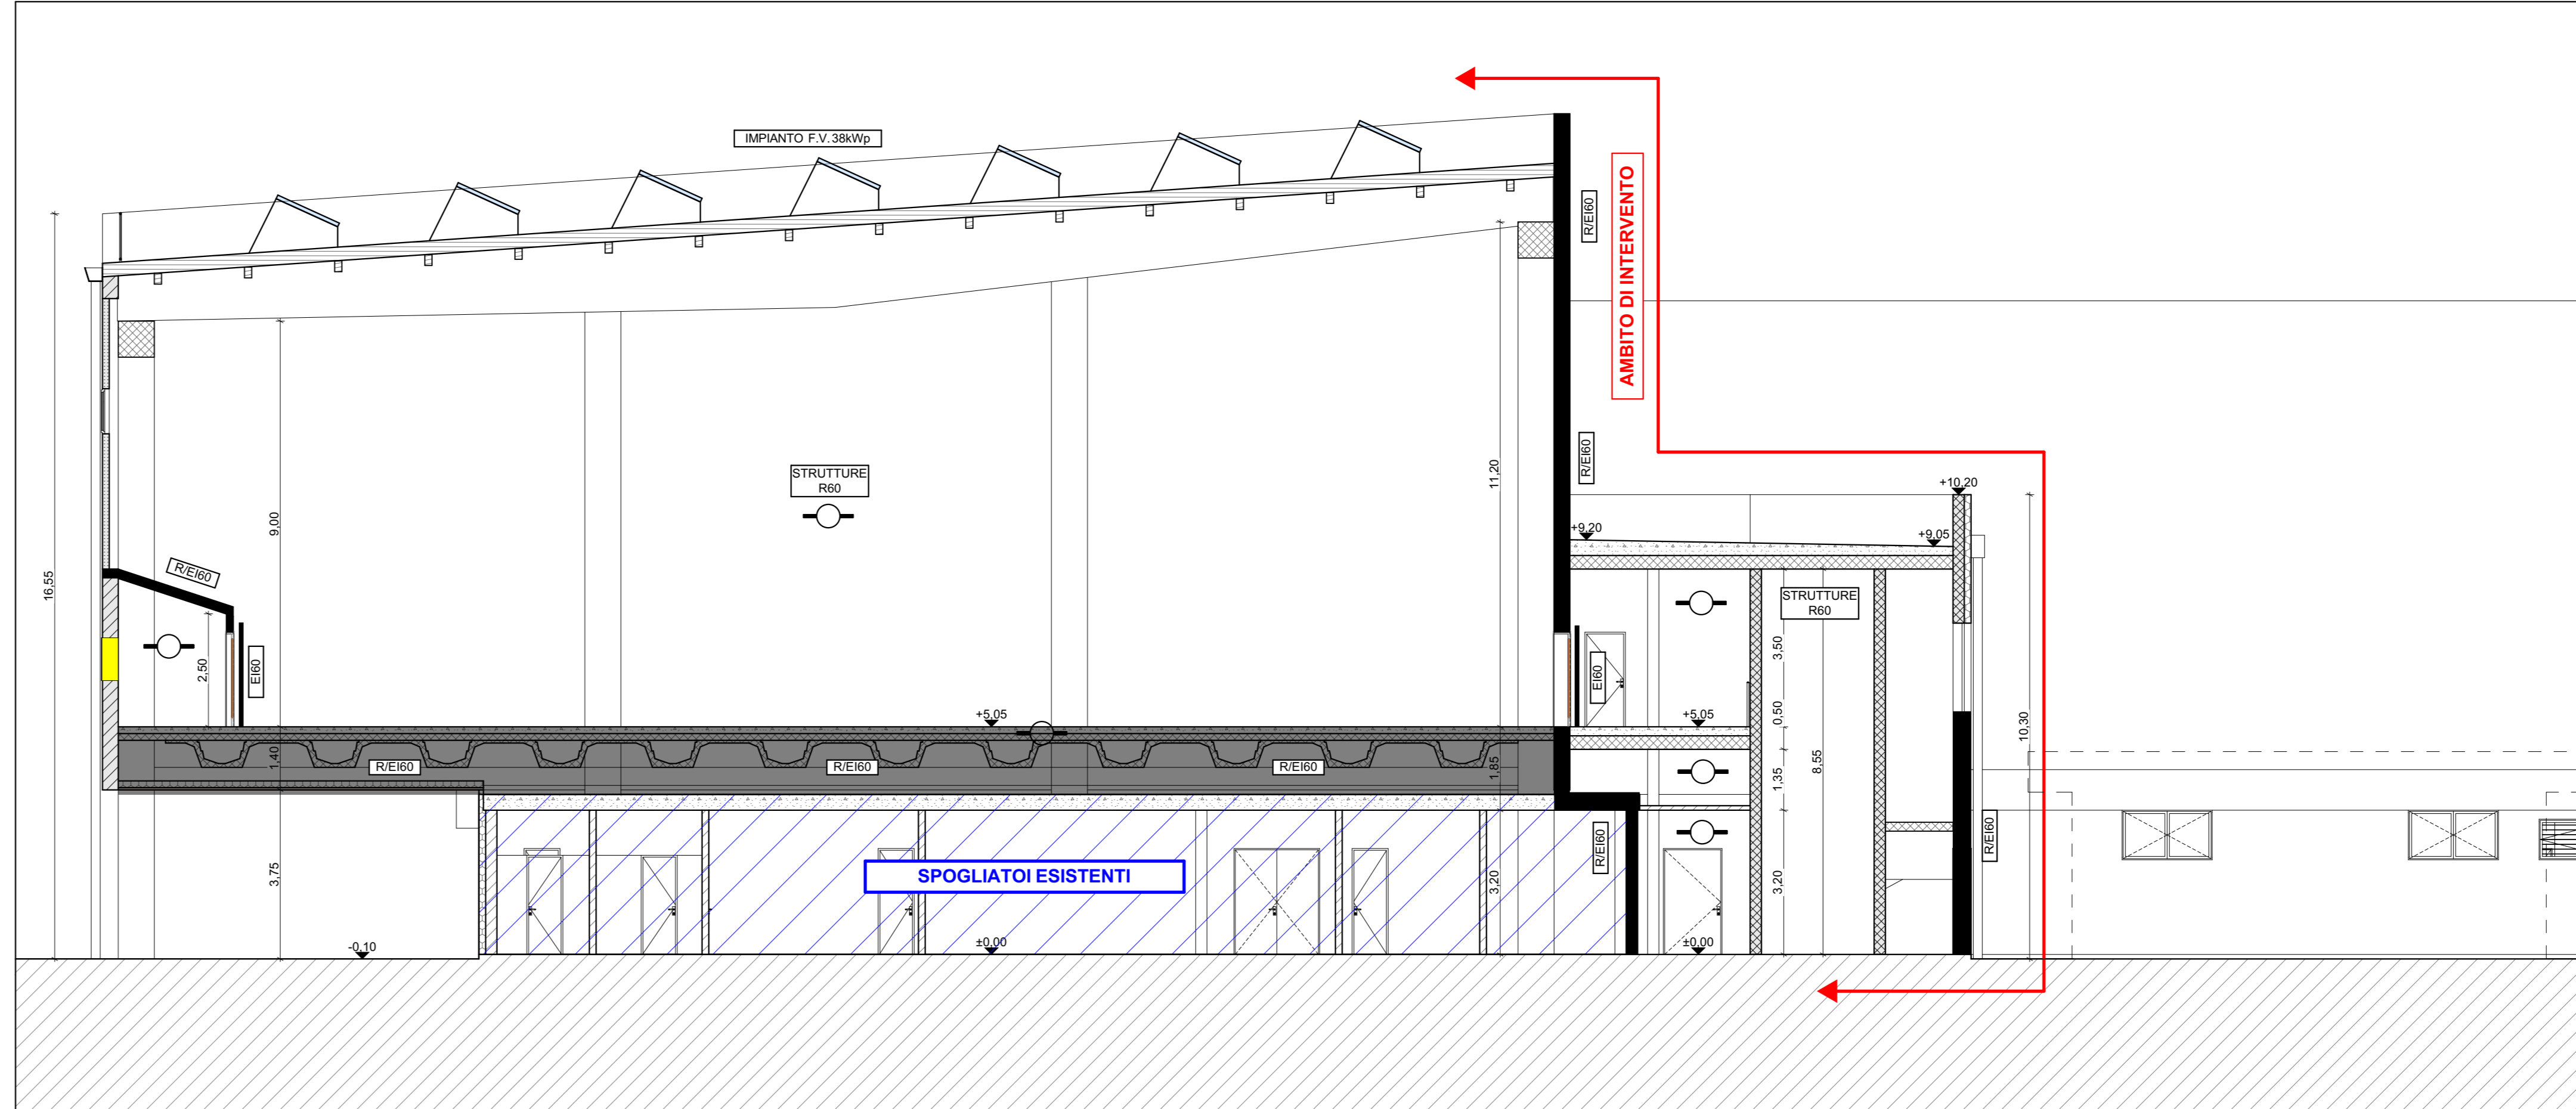 IMPIANTO F.V. 38kWp
AMBITO DI INTERVENTO
R/EI60
16,55
9,00
STRUTTURE
R60
11,20
R/EI60
+10,20
+9,20
+9,05
R/EI60
2,50
EI60
EI60
STRUTTURE
R60
3,50
0,50
+5,05
+5,05
1,40
R/EI60
R/EI60
R/EI60
1,85
1,35
8,55
10,30
3,75
SPOGLIATOI ESISTENTI
3,20
R/EI60
3,20
R/EI60
-0,10
±0,00
±0,00